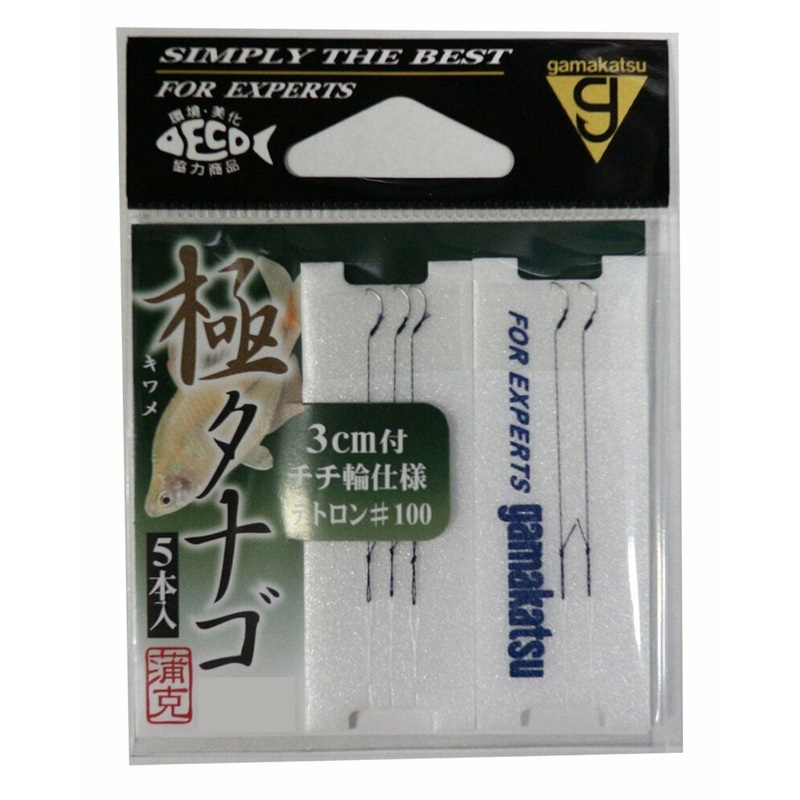 SIMPLY THE BEST
FOR EXPERTS
環境・美化
ECO
協力商品
gamakatsu
極タナゴ
キワメ
5本入
蒲克
3cm付
チチ輪仕様
テトロン♯100
FOR EXPERTS
gamakatsu